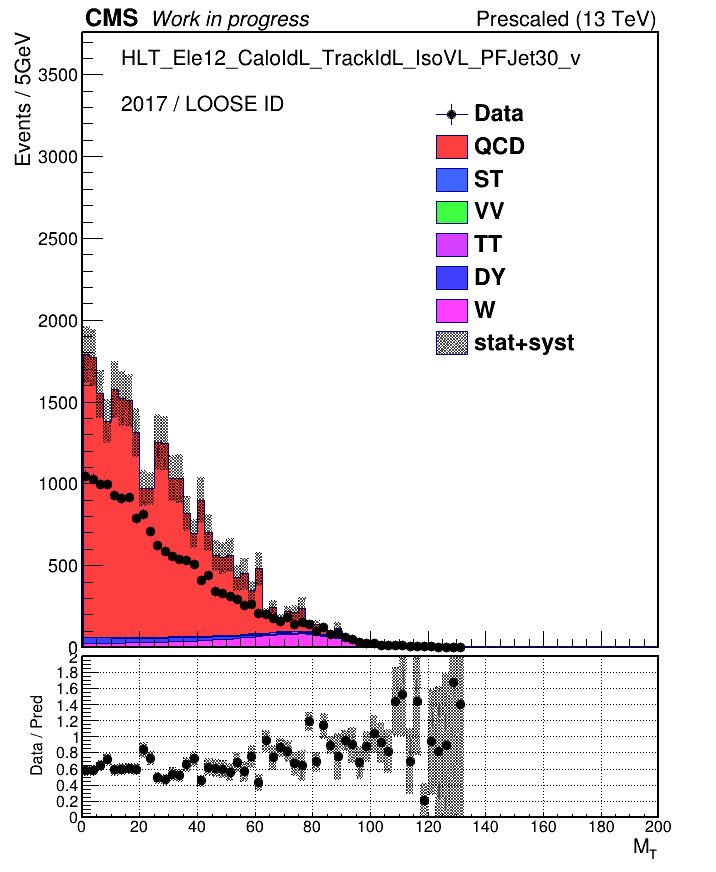 CMS Work in progress Prescaled (13 TeV)
Events / 5GeV
HLT_Ele12_CaloIdL_TrackIdL_IsoVL_PFJet30_v
2017 / LOOSE ID
Data
QCD
ST
VV
TT
DY
W
stat+syst
3500
3000
2500
2000
1500
1000
500
0
Data / Pred
2
1.8
1.6
1.4
1.2
1
0.8
0.6
0.4
0.2
0
0 20 40 60 80 100 120 140 160 180 200
M_T